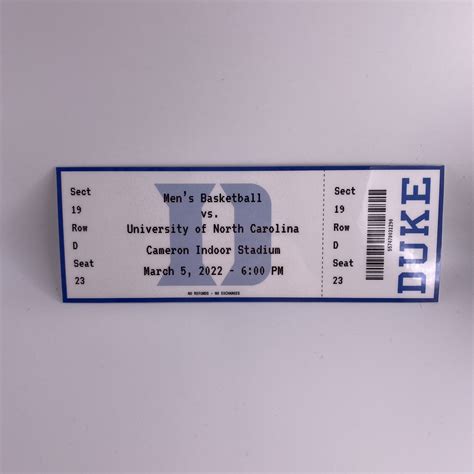 Sect
19
Row
D
Seat
23
Men's Basketball
vs.
University of North Carolina
Cameron Indoor Stadium
March 5, 2022 - 6:00 PM
NO REFUNDS - NO EXCHANGES
Sect
19
Row
D
Seat
23
DUKE